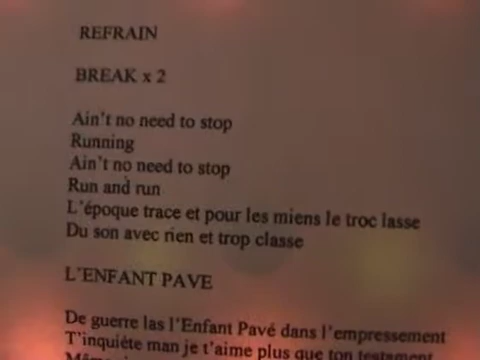 REFRAIN
BREAK x 2
Ain't no need to stop
Running
Ain't no need to stop
Run and run
L'époque trace et pour les miens le troc lasse
Du son avec rien et trop classe
L'ENFANT PAVE
De guerre las l'Enfant Pavé dans l'empressement
T'inquiéte man je t'aime plus que ton testament